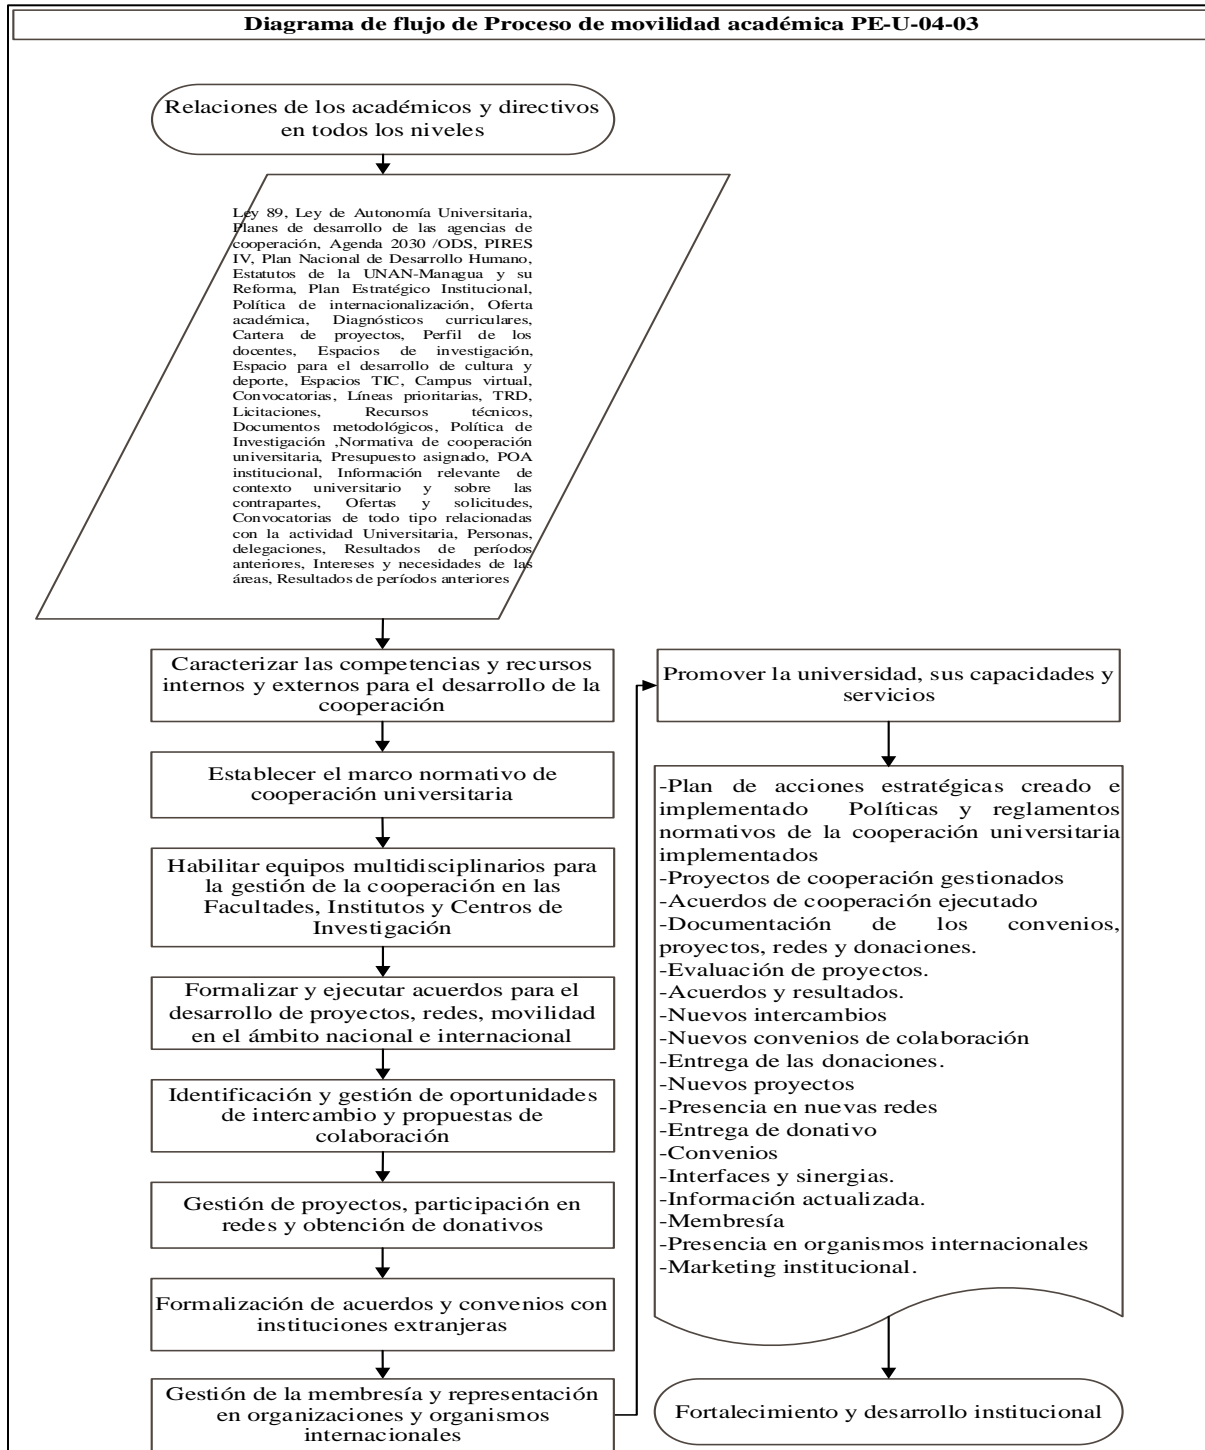 Diagrama de flujo de Proceso de movilidad académica PE-U-04-03
Relaciones de los académicos y directivos
en todos los niveles
Ley 89, Ley de Autonomía Universitaria,
Planes de desarrollo de las agencias de
cooperación, Agenda 2030 /ODS, PIRES
IV, Plan Nacional de Desarrollo Humano,
Estatutos de la UNAN-Managua y su
Reforma, Plan Estratégico Institucional,
Política de internacionalización, Oferta
académica, Diagnósticos curriculares,
Cartera de proyectos, Perfil de los
docentes, Espacios de investigación,
Espacio para el desarrollo de cultura y
deporte, Espacios TIC, Campus virtual,
Convocatorias, Líneas prioritarias, TRD,
Licitaciones, Recursos técnicos,
Documentos metodológicos, Política de
Investigación ,Normativa de cooperación
universitaria, Presupuesto asignado, POA
institucional, Información relevante de
contexto universitario y sobre las
contrapartes, Ofertas y solicitudes,
Convocatorias de todo tipo relacionadas
con la actividad Universitaria, Personas,
delegaciones, Resultados de períodos
anteriores, Intereses y necesidades de las
áreas, Resultados de períodos anteriores
Caracterizar las competencias y recursos
internos y externos para el desarrollo de la
cooperación
Establecer el marco normativo de
cooperación universitaria
Habilitar equipos multidisciplinarios para
la gestión de la cooperación en las
Facultades, Institutos y Centros de
Investigación
Formalizar y ejecutar acuerdos para el
desarrollo de proyectos, redes, movilidad
en el ámbito nacional e internacional
Identificación y gestión de oportunidades
de intercambio y propuestas de
colaboración
Gestión de proyectos, participación en
redes y obtención de donativos
Formalización de acuerdos y convenios con
instituciones extranjeras
Gestión de la membresía y representación
en organizaciones y organismos
internacionales
Promover la universidad, sus capacidades y
servicios
-Plan de acciones estratégicas creado e
implementado Políticas y reglamentos
normativos de la cooperación universitaria
implementados
-Proyectos de cooperación gestionados
-Acuerdos de cooperación ejecutado
-Documentación de los convenios,
proyectos, redes y donaciones.
-Evaluación de proyectos.
-Acuerdos y resultados.
-Nuevos intercambios
-Nuevos convenios de colaboración
-Entrega de las donaciones.
-Nuevos proyectos
-Presencia en nuevas redes
-Entrega de donativo
-Convenios
-Interfaces y sinergias.
-Información actualizada.
-Membresía
-Presencia en organismos internacionales
-Marketing institucional.
Fortalecimiento y desarrollo institucional